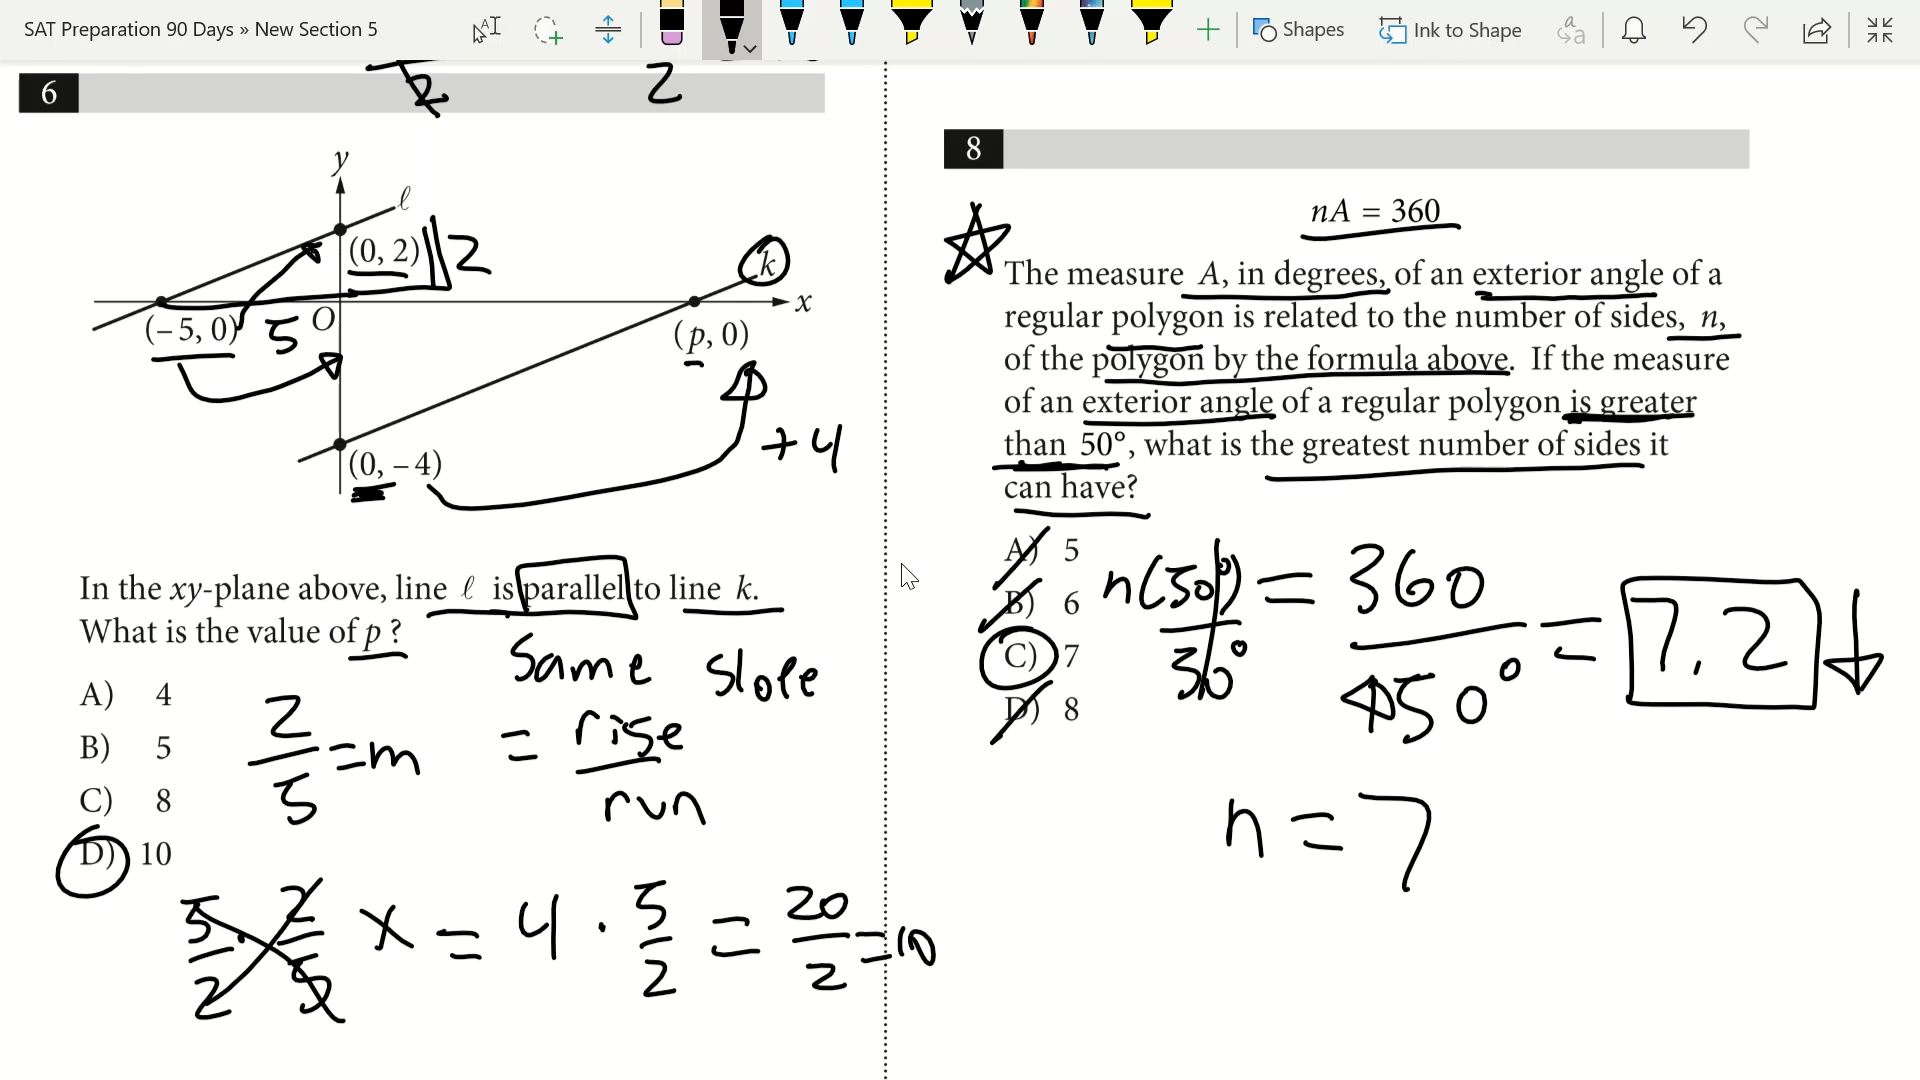 SAT Preparation 90 Days » New Section 5
Shapes
Ink to Shape
2
2
6
y
ℓ
(0, 2)
2
k
x
(–5, 0)
5
O
(p, 0)
+4
(0, –4)
In the xy-plane above, line ℓ is parallel to line k.
What is the value of p ?
same slope
A) 4
B) 5
C) 8
D) 10
2/5 = m
= rise/run
5/2 · 2/5 x = 4 · 5/2 = 20/2 = 10
8
nA = 360
The measure A, in degrees, of an exterior angle of a
regular polygon is related to the number of sides, n,
of the polygon by the formula above. If the measure
of an exterior angle of a regular polygon is greater
than 50°, what is the greatest number of sides it
can have?
A) 5
B) 6
C) 7
D) 8
n(50°)/50° = 360/50° = 7.2
n = 7